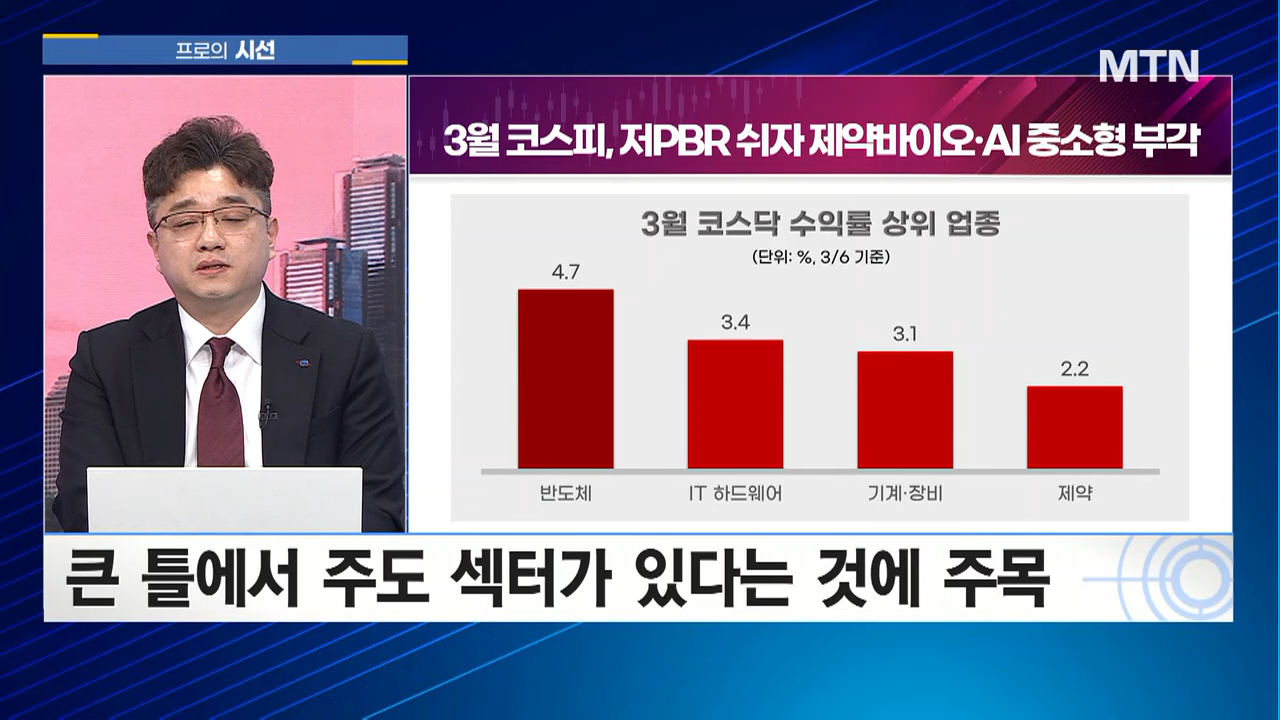 프로의 시선
MTN
3월 코스피, 저PBR 쉬자 제약바이오·AI 중소형 부각
3월 코스닥 수익률 상위 업종
(단위: %, 3/6 기준)
4.7
3.4
3.1
2.2
반도체
IT 하드웨어
기계·장비
제약
큰 틀에서 주도 섹터가 있다는 것에 주목